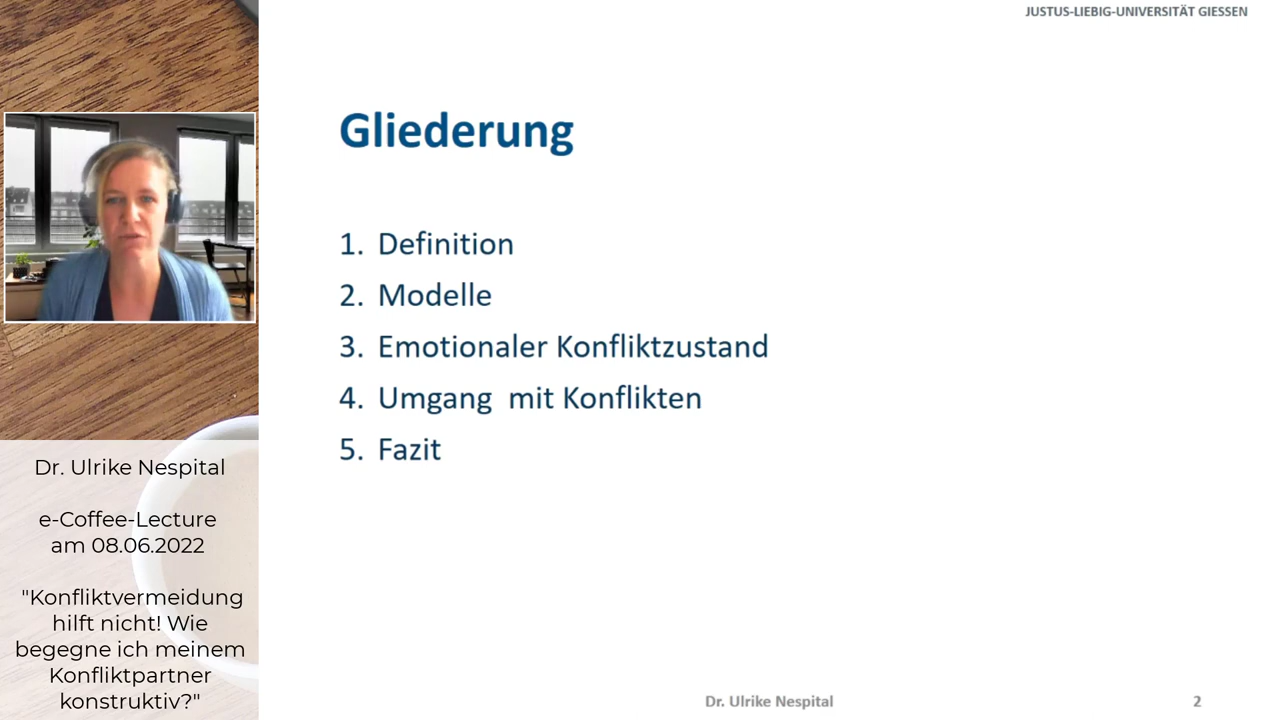 JUSTUS-LIEBIG-UNIVERSITÄT GIESSEN
Gliederung
1. Definition
2. Modelle
3. Emotionaler Konfliktzustand
4. Umgang  mit Konflikten
5. Fazit
Dr. Ulrike Nespital
e-Coffee-Lecture
am 08.06.2022
"Konfliktvermeidung
hilft nicht! Wie
begegne ich meinem
Konfliktpartner
konstruktiv?"
Dr. Ulrike Nespital
2